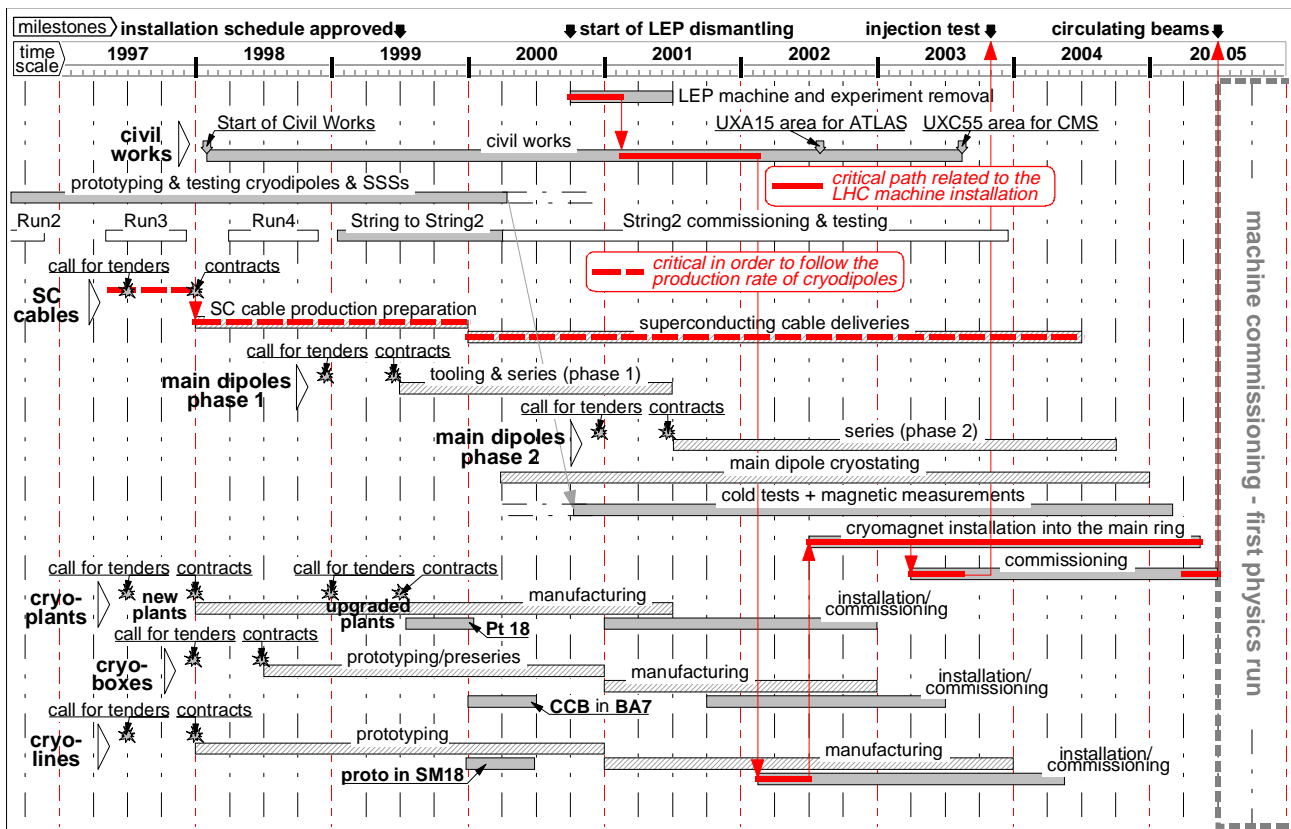 milestones
installation schedule approved
start of LEP dismantling
injection test
circulating beams
time
scale
1997
1998
1999
2000
2001
2002
2003
2004
2005
LEP machine and experiment removal
Start of Civil Works
UXA15 area for ATLAS
UXC55 area for CMS
civil
works
civil works
prototyping & testing cryodipoles & SSSs
critical path related to the
LHC machine installation
Run2
Run3
Run4
String to String2
String2 commissioning & testing
call for tenders
contracts
critical in order to follow the
production rate of cryodipoles
SC
cables
SC cable production preparation
superconducting cable deliveries
call for tenders
contracts
main dipoles
phase 1
tooling & series (phase 1)
call for tenders
contracts
main dipoles
phase 2
series (phase 2)
main dipole cryostating
cold tests + magnetic measurements
cryomagnet installation into the main ring
commissioning
call for tenders
contracts
call for tenders
contracts
cryo-
plants
new
plants
upgraded
plants
manufacturing
installation/
commissioning
Pt 18
call for tenders
contracts
cryo-
boxes
prototyping/preseries
manufacturing
installation/
commissioning
CCB in BA7
call for tenders
contracts
cryo-
lines
prototyping
manufacturing
installation/
commissioning
proto in SM18
machine commissioning - first physics run